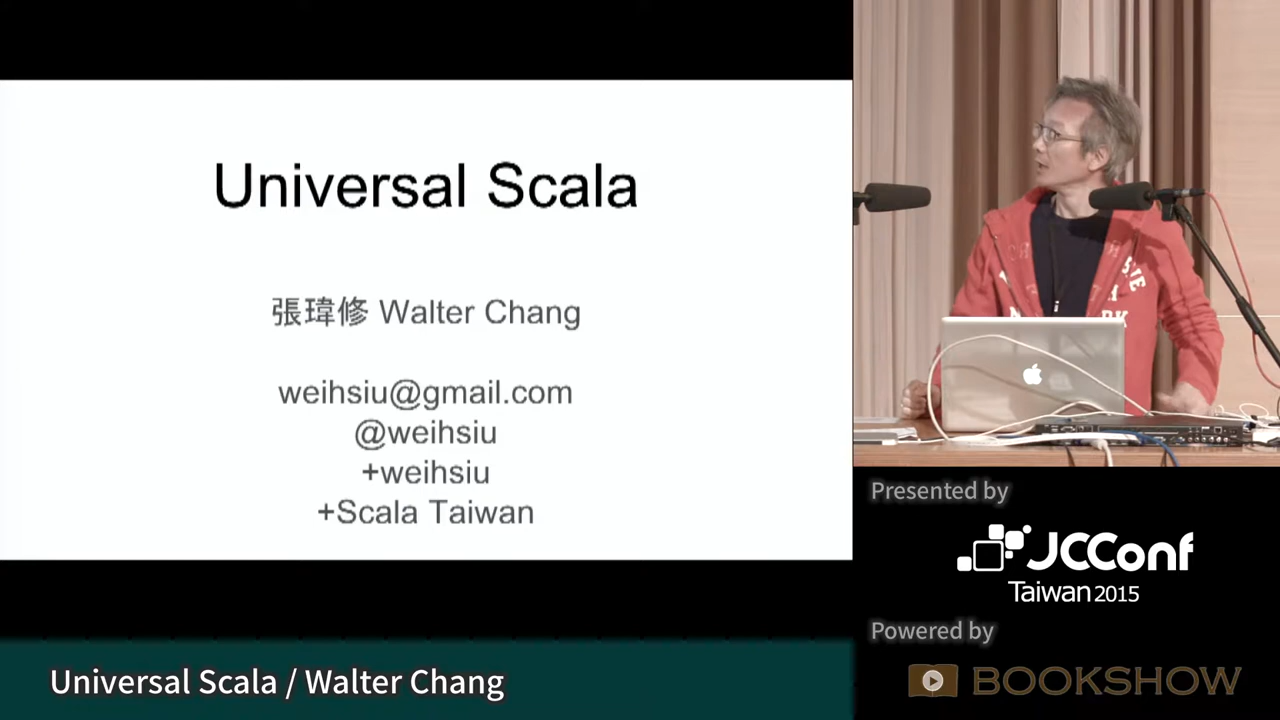 Universal Scala
張瑋修 Walter Chang
weihsiu@gmail.com
@weihsiu
+weihsiu
+Scala Taiwan
Presented by
JCConf
Taiwan 2015
Powered by
BOOKSHOW
Universal Scala / Walter Chang